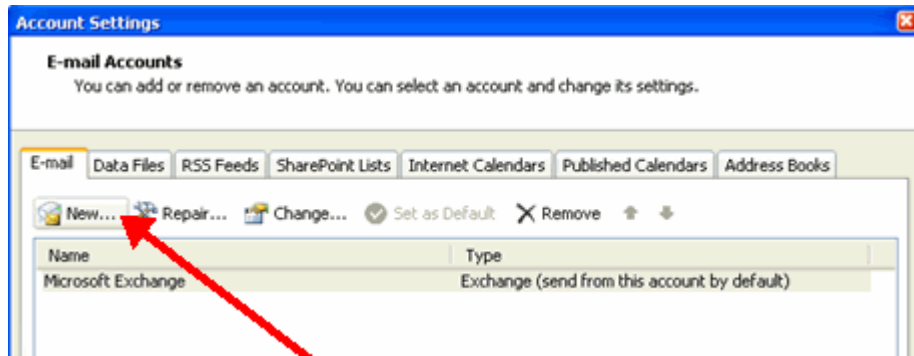 Account Settings
E-mail Accounts
You can add or remove an account. You can select an account and change its settings.
E-mail Data Files RSS Feeds SharePoint Lists Internet Calendars Published Calendars Address Books
New... Repair... Change... Set as Default Remove
Name Type
Microsoft Exchange Exchange (send from this account by default)